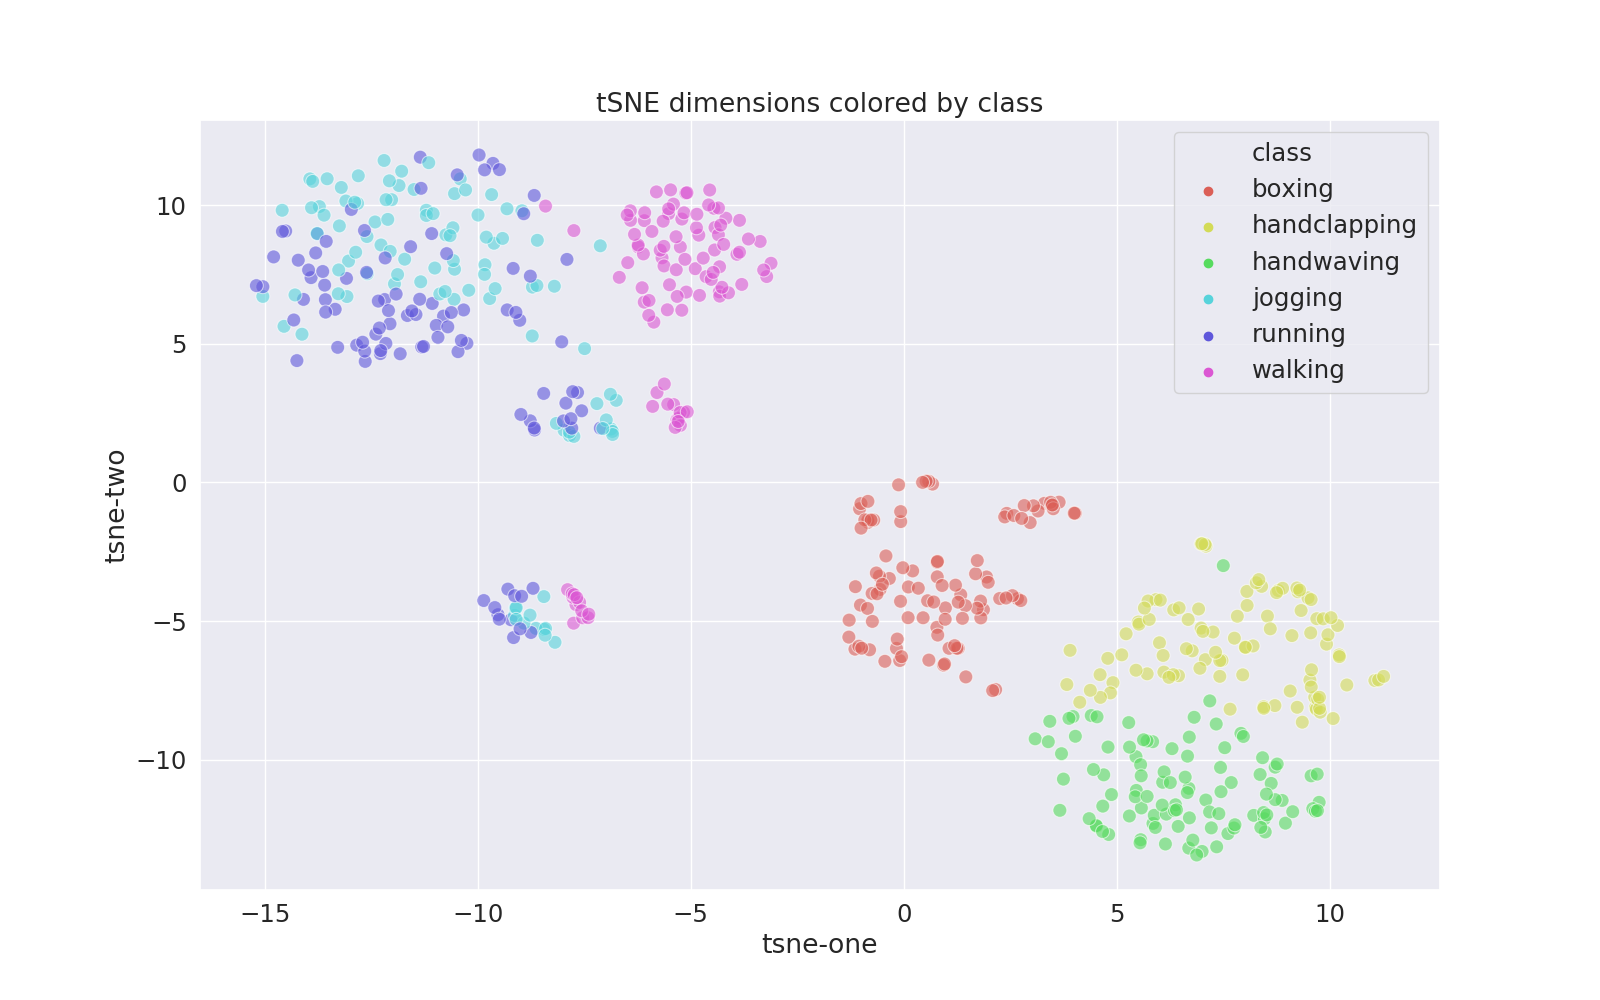 tSNE dimensions colored by class
class
boxing
handclapping
handwaving
jogging
running
walking
10
5
0
−5
−10
tsne-two
−15
−10
−5
0
5
10
tsne-one